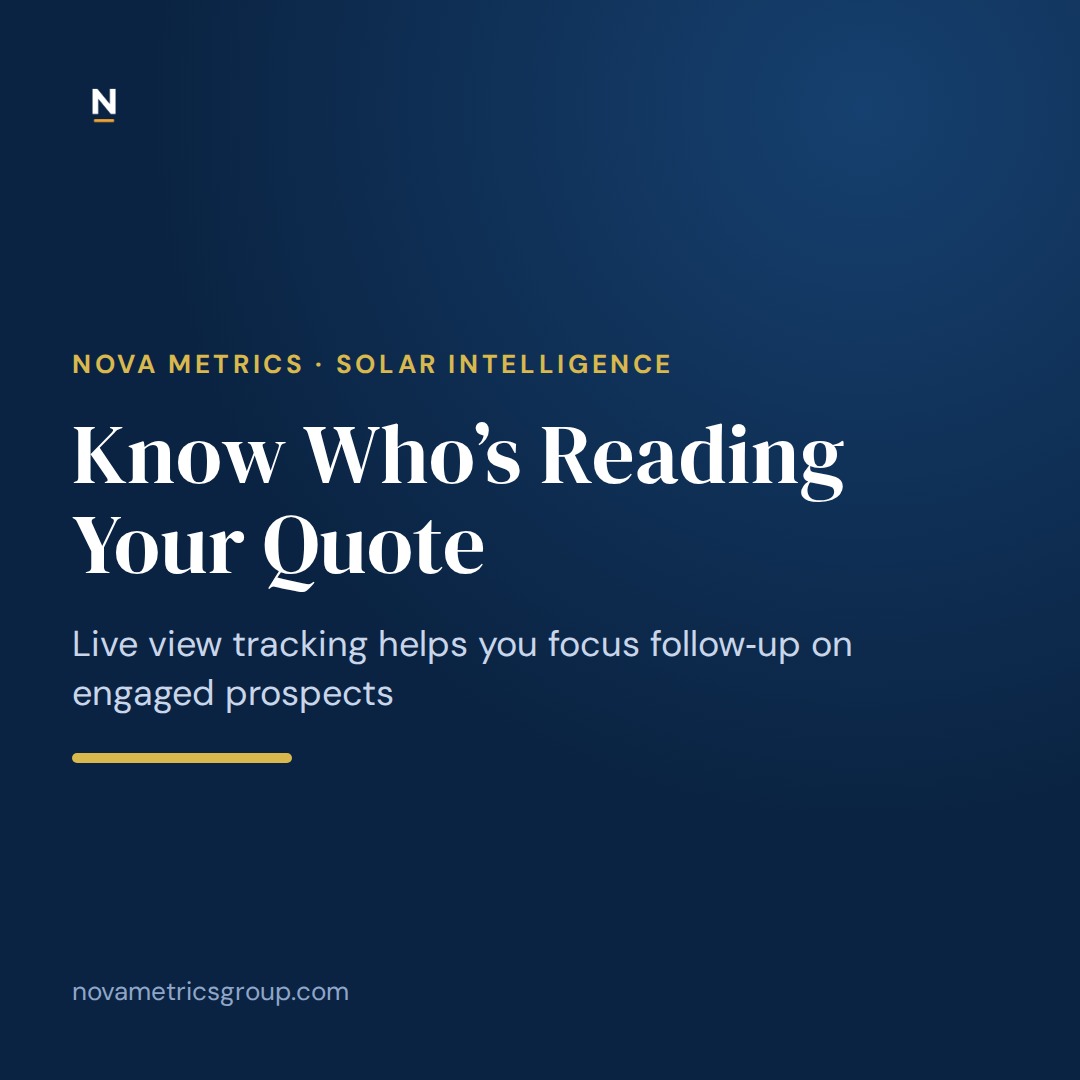 N
NOVA METRICS · SOLAR INTELLIGENCE
Know Who’s Reading
Your Quote
Live view tracking helps you focus follow-up on
engaged prospects
novametricsgroup.com